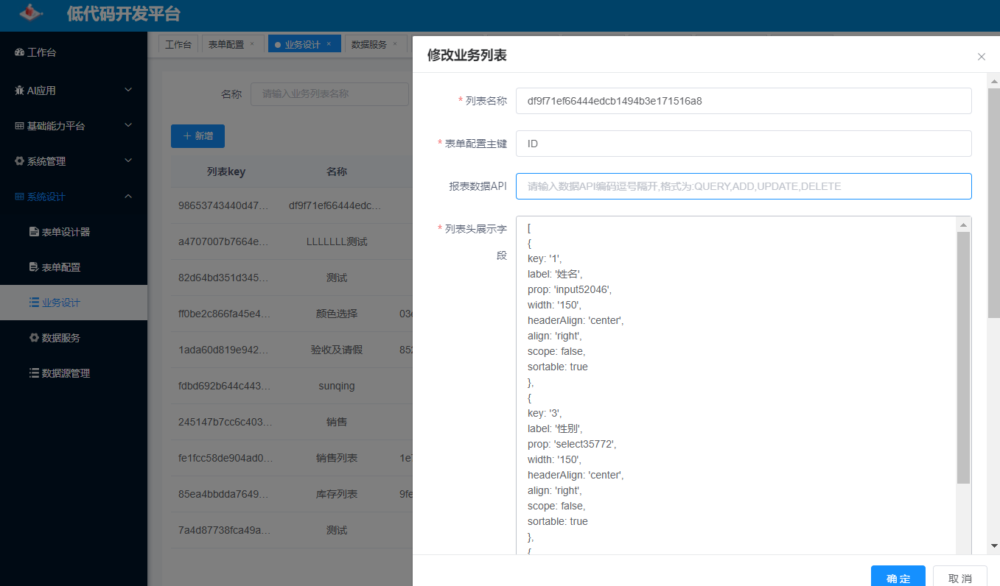 低代码开发平台
工作台
AI应用
基础能力平台
系统管理
系统设计
表单设计器
表单配置
业务设计
数据服务
数据源管理
工作台 表单配置 × 业务设计 × 数据服务 ×
名称 请输入业务列表名称
+ 新增
列表key 名称
98653743440d47... df9f71ef66444edc...
a4707007b7664e... LLLLLLL测试
82d64bd351d345... 测试
ff0be2c866fa45e4... 颜色选择
1ada60d819e942... 验收及请假 852
fdbd692b644c443... sunqing
245147b7cc6c403... 销售
fe1fcc58de904ad0... 销售列表
85ea4bbdda7649... 库存列表 9fe
7a4d87738fca49a... 测试
修改业务列表
* 列表名称 df9f71ef66444edcb1494b3e171516a8
* 表单配置主键 ID
报表数据API 请输入数据API编码逗号隔开,格式为:QUERY,ADD,UPDATE,DELETE
* 列表头展示字
段
[
{
key: '1',
label: '姓名',
prop: 'input52046',
width: '150',
headerAlign: 'center',
align: 'right',
scope: false,
sortable: true
},
{
key: '3',
label: '性别',
prop: 'select35772',
width: '150',
headerAlign: 'center',
align: 'right',
scope: false,
sortable: true
},
{
确 定 取 消